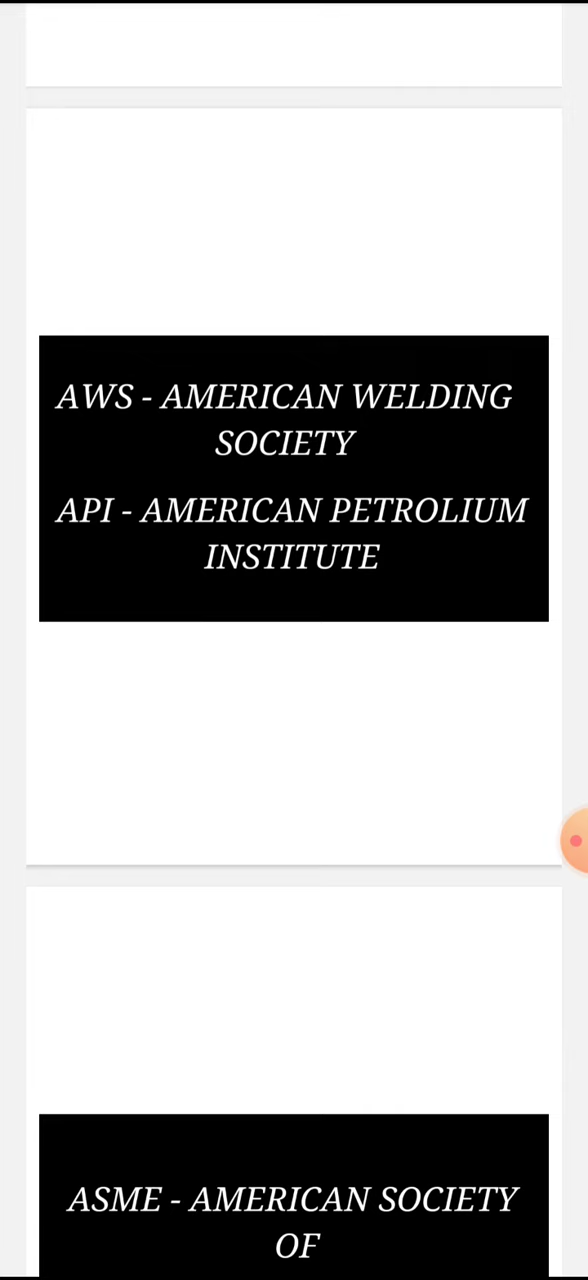 AWS - AMERICAN WELDING
SOCIETY
API - AMERICAN PETROLIUM
INSTITUTE
ASME - AMERICAN SOCIETY
OF